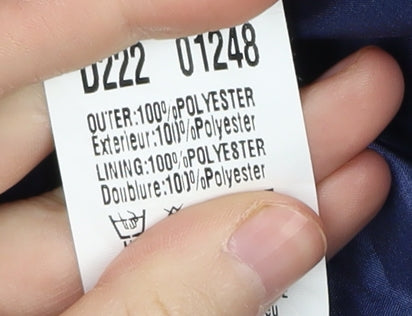 D222 01248
OUTER:100%POLYESTER
Exterieur:100%Polyester
LINING:100%POLYESTER
Doublure:100%Polyester